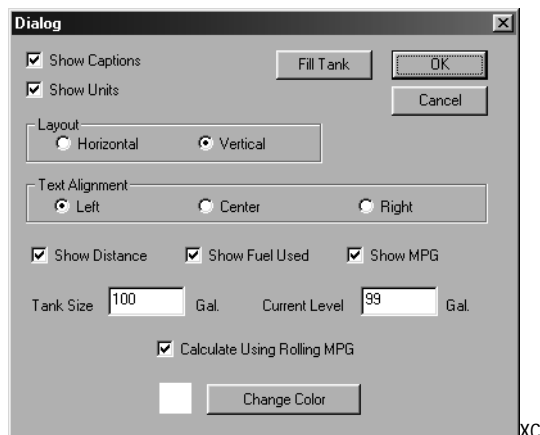 Dialog
Show Captions
Fill Tank
OK
Show Units
Cancel
Layout
Horizontal Vertical
Text Alignment
Left Center Right
Show Distance Show Fuel Used Show MPG
Tank Size 100 Gal. Current Level 99 Gal.
Calculate Using Rolling MPG
Change Color
XC